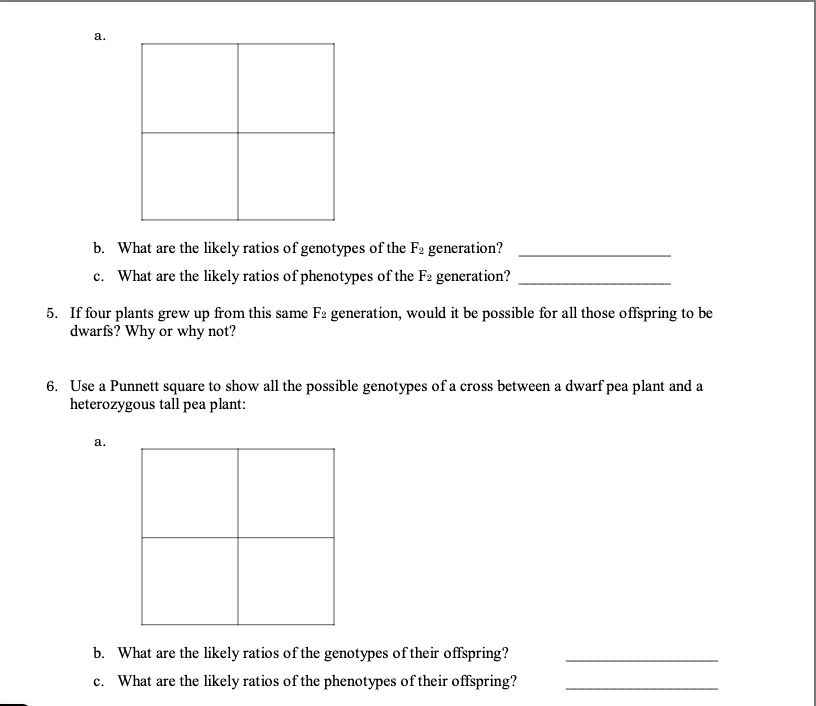 a.
b. What are the likely ratios of genotypes of the F₂ generation? ____________________
c. What are the likely ratios of phenotypes of the F₂ generation? ____________________
5. If four plants grew up from this same F₂ generation, would it be possible for all those offspring to be
dwarfs? Why or why not?
6. Use a Punnett square to show all the possible genotypes of a cross between a dwarf pea plant and a
heterozygous tall pea plant:
a.
b. What are the likely ratios of the genotypes of their offspring? ____________________
c. What are the likely ratios of the phenotypes of their offspring? ____________________